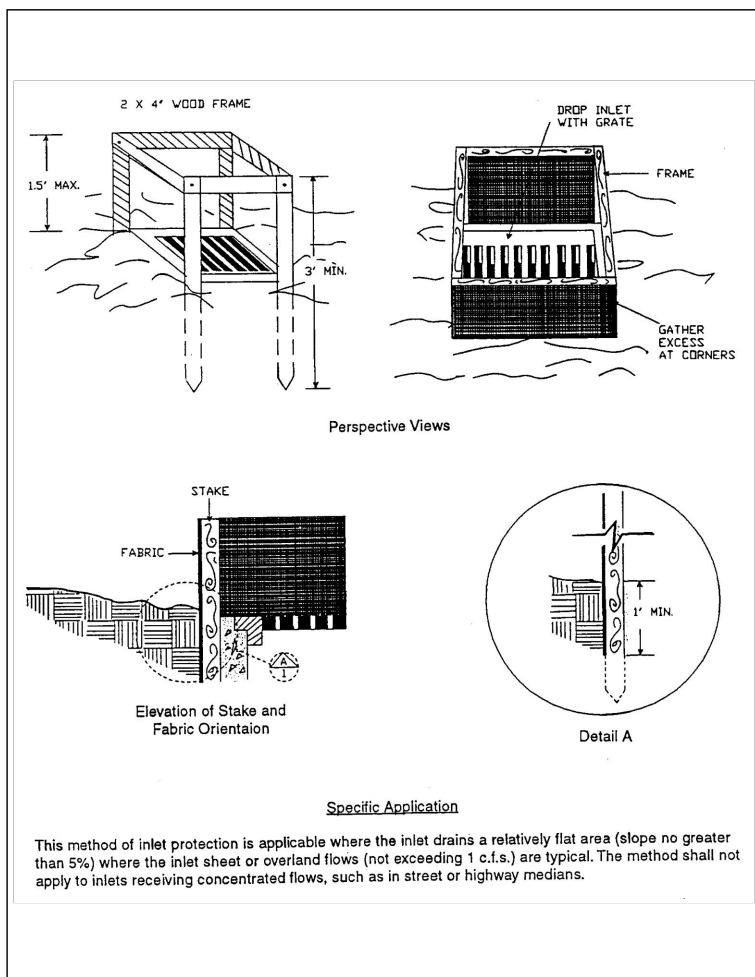 2 X 4" WOOD FRAME
1.5' MAX.
3' MIN.
DROP INLET
WITH GRATE
FRAME
GATHER
EXCESS
AT CORNERS
Perspective Views
STAKE
FABRIC
A
1
Elevation of Stake and
Fabric Orientaion
1' MIN.
Detail A
Specific Application
This method of inlet protection is applicable where the inlet drains a relatively flat area (slope no greater
than 5%) where the inlet sheet or overland flows (not exceeding 1 c.f.s.) are typical. The method shall not
apply to inlets receiving concentrated flows, such as in street or highway medians.